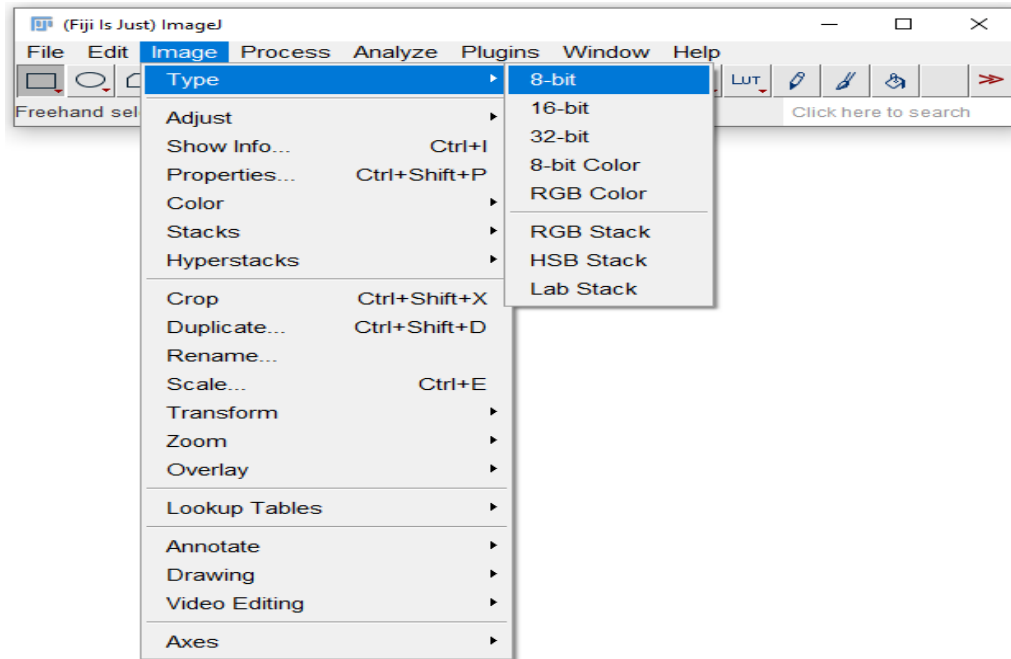 (Fiji Is Just) ImageJ
File Edit Image Process Analyze Plugins Window Help
LUT
Freehand sel
Click here to search
Type
Adjust
Show Info... Ctrl+I
Properties... Ctrl+Shift+P
Color
Stacks
Hyperstacks
Crop Ctrl+Shift+X
Duplicate... Ctrl+Shift+D
Rename...
Scale... Ctrl+E
Transform
Zoom
Overlay
Lookup Tables
Annotate
Drawing
Video Editing
Axes
8-bit
16-bit
32-bit
8-bit Color
RGB Color
RGB Stack
HSB Stack
Lab Stack